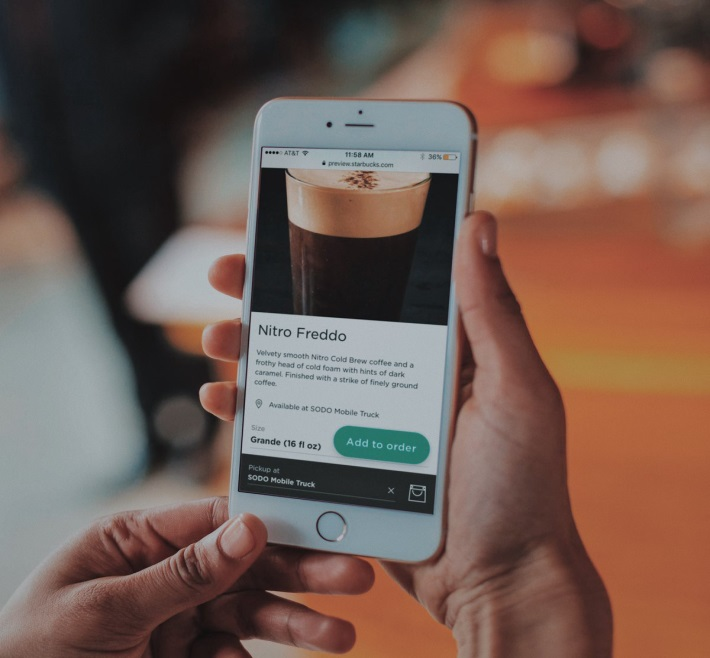 AT&T 11:58 AM 36%
preview.starbucks.com
Nitro Freddo
Velvety smooth Nitro Cold Brew coffee and a
frothy head of cold foam with hints of dark
caramel. Finished with a strike of finely ground
coffee.
Available at SODO Mobile Truck
Size
Grande (16 fl oz)
Add to order
Pickup at
SODO Mobile Truck